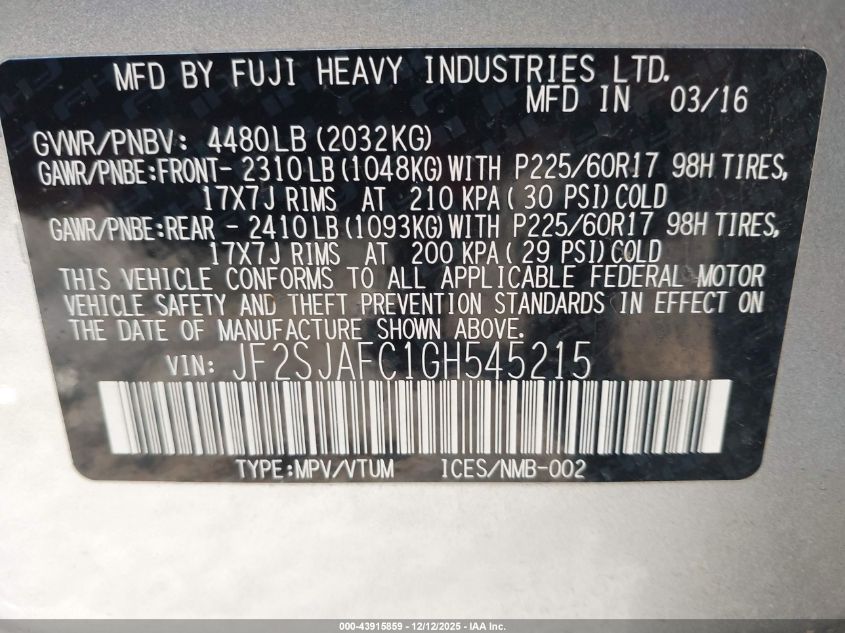 MFD BY FUJI HEAVY INDUSTRIES LTD.
MFD IN 03/16
GVWR/PNBV: 4480LB(2032KG)
GAWR/PNBE:FRONT- 2310LB(1048KG)WITH P225/60R17 98H TIRES,
17X7J RIMS AT 210 KPA( 30 PSI)COLD
GAWR/PNBE:REAR - 2410LB(1093KG)WITH P225/60R17 98H TIRES,
17X7J RIMS AT 200 KPA( 29 PSI)COLD
THIS VEHICLE CONFORMS TO ALL APPLICABLE FEDERAL MOTOR
VEHICLE SAFETY AND THEFT PREVENTION STANDARDS IN EFFECT ON
THE DATE OF MANUFACTURE SHOWN ABOVE.
VIN: JF2SJAFC1GH545215
TYPE:MPV/VTUM ICES/NMB-002
000-43915859 - 12/12/2025 - IAA Inc.